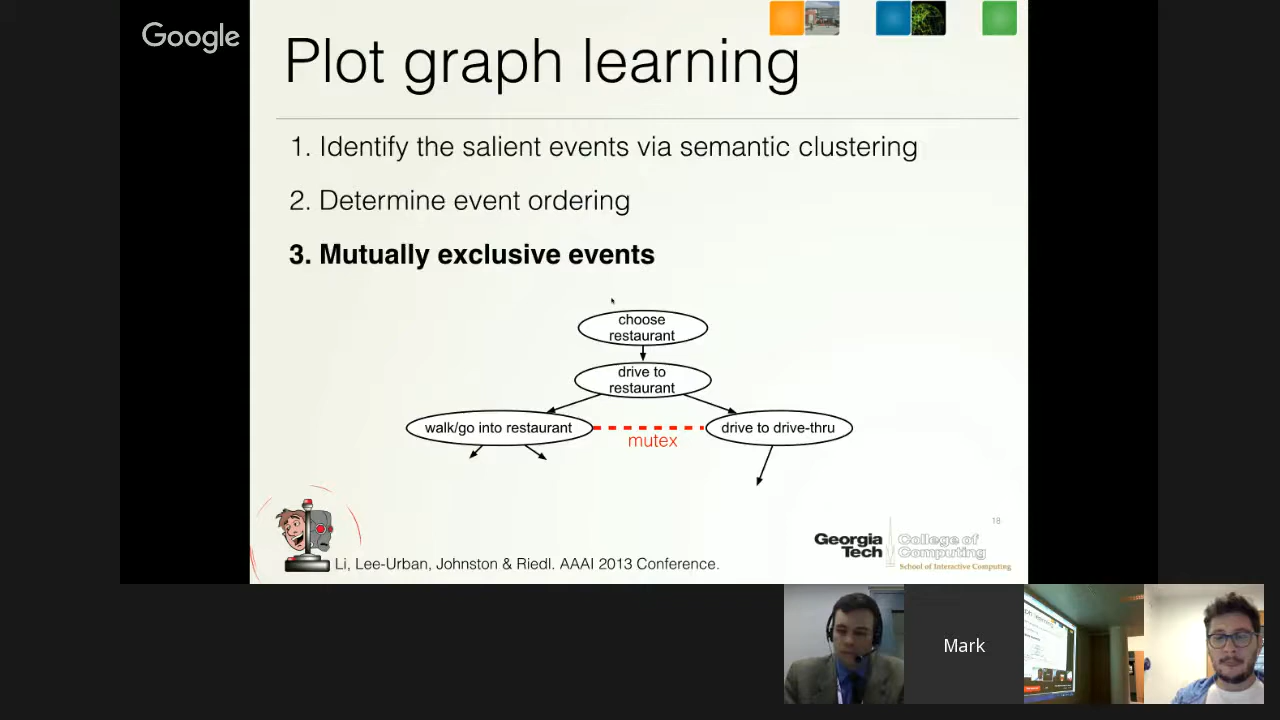 Google
Plot graph learning
1. Identify the salient events via semantic clustering
2. Determine event ordering
3. Mutually exclusive events
choose
restaurant
drive to
restaurant
walk/go into restaurant
mutex
drive to drive-thru
18
Georgia
Tech
College of
Computing
School of Interactive Computing
Li, Lee-Urban, Johnston & Riedl. AAAI 2013 Conference.
Mark